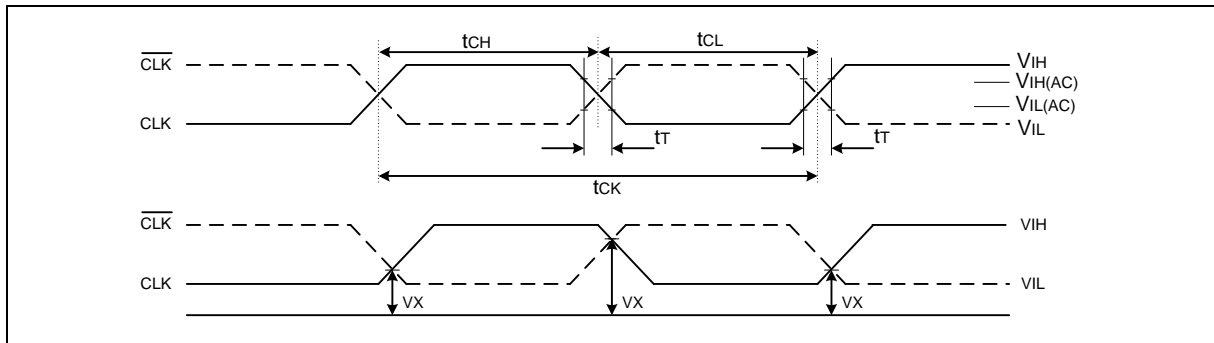 tCH tCL
CLK VIH
VIH(AC)
VIL(AC)
CLK VIL
tT tT
tCK
CLK VIH
CLK VIL
VX VX VX